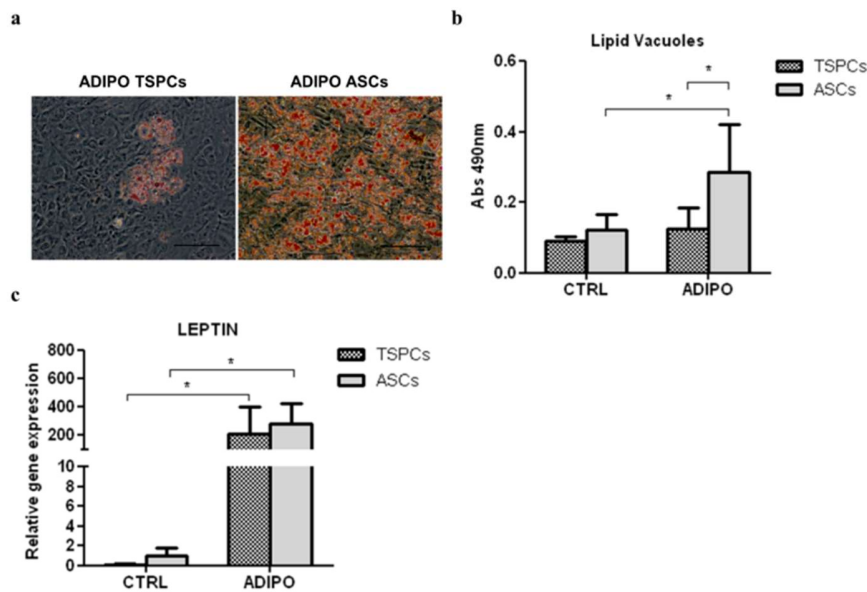 a
ADIPO TSPCs
ADIPO ASCs
b
Lipid Vacuoles
Abs 490nm
0.6
0.4
0.2
0.0
*
*
CTRL
ADIPO
TSPCs
ASCs
c
LEPTIN
Relative gene expression
800
600
400
200
10
8
6
4
2
0
*
*
CTRL
ADIPO
TSPCs
ASCs